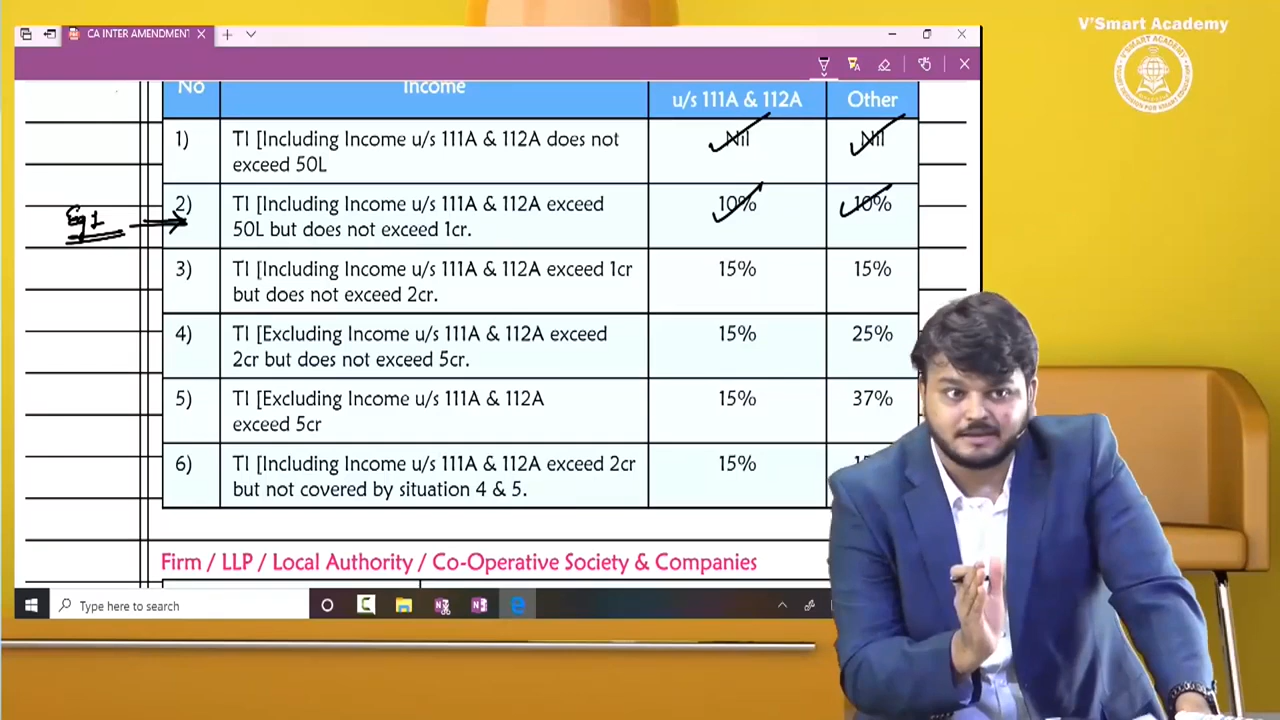 V'Smart Academy
CA INTER AMENDMENT
No Income u/s 111A & 112A Other
1) TI [Including Income u/s 111A & 112A does not Nil Nil
exceed 50L
Eg 1
2) TI [Including Income u/s 111A & 112A exceed 10% 10%
50L but does not exceed 1cr.
3) TI [Including Income u/s 111A & 112A exceed 1cr 15% 15%
but does not exceed 2cr.
4) TI [Excluding Income u/s 111A & 112A exceed 15% 25%
2cr but does not exceed 5cr.
5) TI [Excluding Income u/s 111A & 112A 15% 37%
exceed 5cr
6) TI [Including Income u/s 111A & 112A exceed 2cr 15%
but not covered by situation 4 & 5.
Firm / LLP / Local Authority / Co-Operative Society & Companies
Type here to search